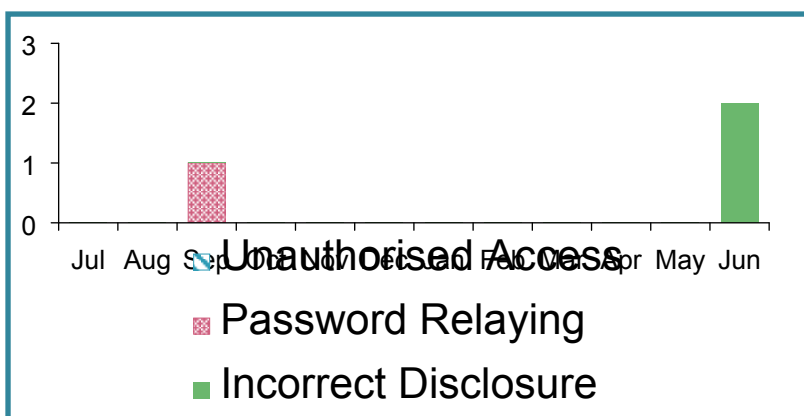 3
2
1
0
Jul Aug Sep Oct Nov Dec Jan Feb Mar Apr May Jun
Unauthorised Access
Password Relaying
Incorrect Disclosure